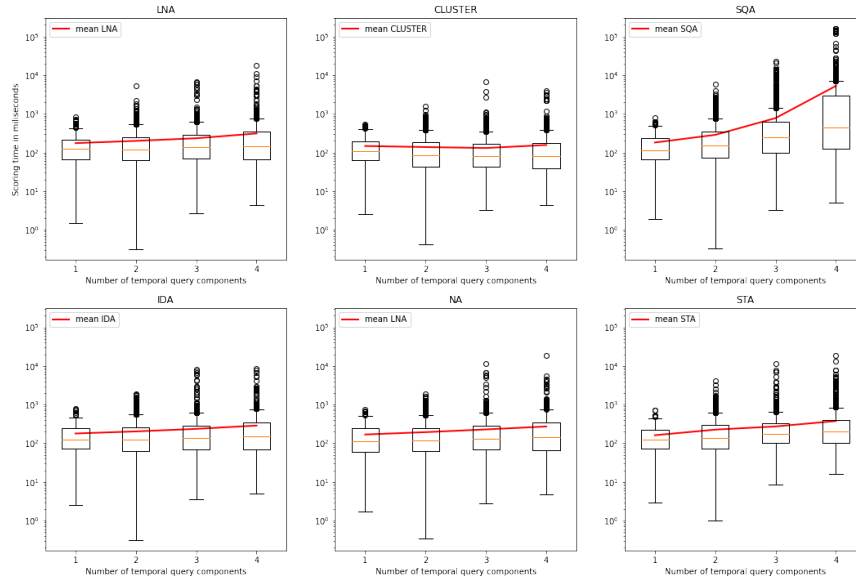 LNA
mean LNA
Scoring time in miliseconds
10^5
10^4
10^3
10^2
10^1
10^0
1 2 3 4
Number of temporal query components
CLUSTER
mean CLUSTER
10^5
10^4
10^3
10^2
10^1
10^0
1 2 3 4
Number of temporal query components
SQA
mean SQA
10^5
10^4
10^3
10^2
10^1
10^0
1 2 3 4
Number of temporal query components
IDA
mean IDA
10^5
10^4
10^3
10^2
10^1
10^0
1 2 3 4
Number of temporal query components
NA
mean LNA
10^5
10^4
10^3
10^2
10^1
10^0
1 2 3 4
Number of temporal query components
STA
mean STA
10^5
10^4
10^3
10^2
10^1
10^0
1 2 3 4
Number of temporal query components